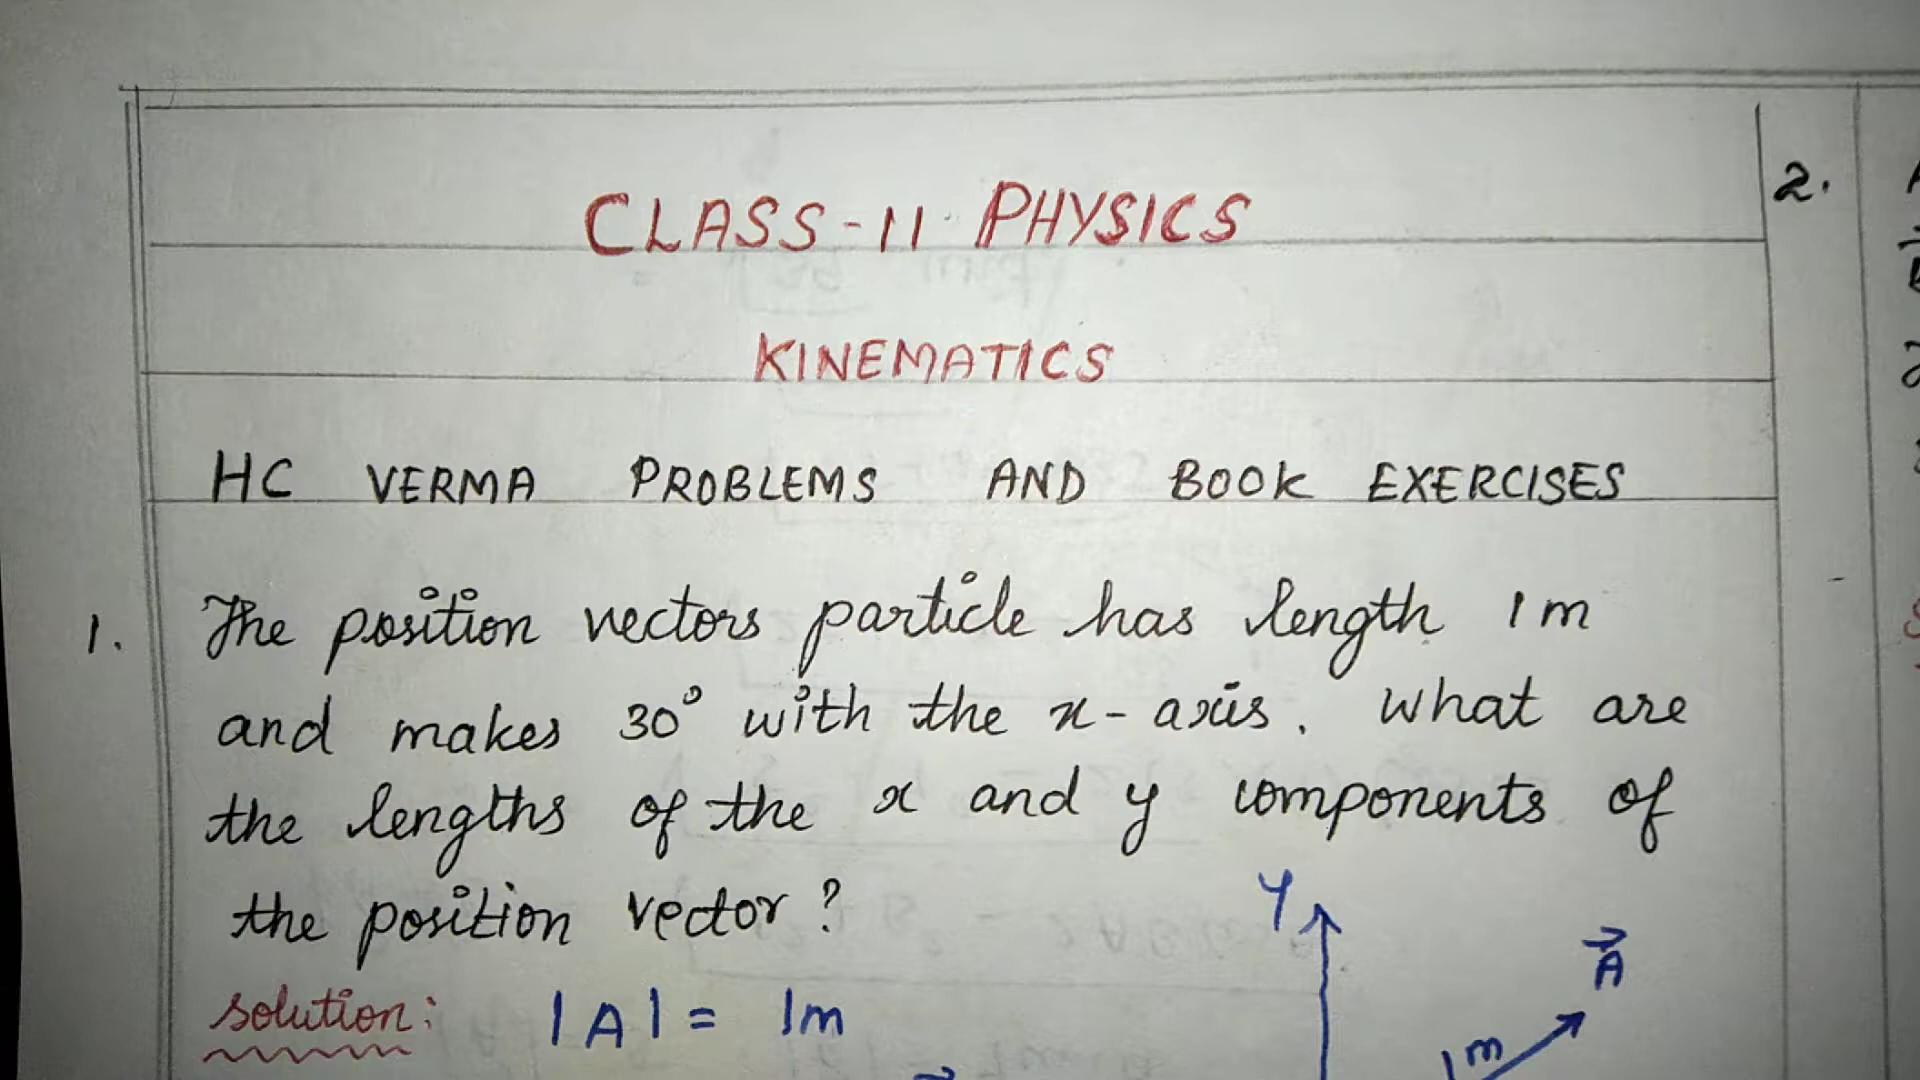 CLASS-11 PHYSICS
KINEMATICS
HC VERMA PROBLEMS AND BOOK EXERCISES
1. The position vectors particle has length 1m
and makes 30° with the x-axis. What are
the lengths of the x and y components of
the position vector?
Y
A
solution: |A| = 1m
1m
2.